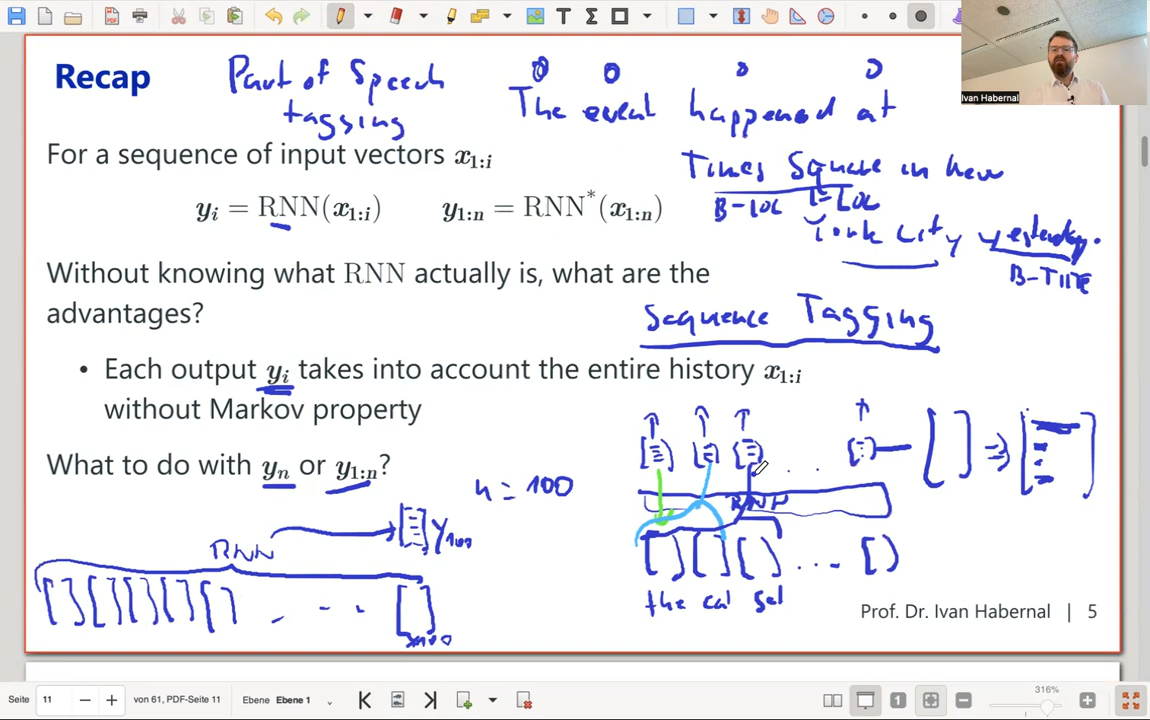 Recap
Part of Speech
tagging
The event happened at
Times Square in New
B-LOC I-LOC
York City yesterday.
B-TIME
Ivan Habernal
For a sequence of input vectors x1:i
yi = RNN(x1:i) y1:n = RNN*(x1:n)
Without knowing what RNN actually is, what are the
advantages?
Sequence Tagging
• Each output yi takes into account the entire history x1:i
without Markov property
What to do with yn or y1:n?
n = 100
RNN
y100
x100
RNN
the cat sat
Prof. Dr. Ivan Habernal | 5
Seite 11 von 61, PDF-Seite 11 Ebene Ebene 1 316%